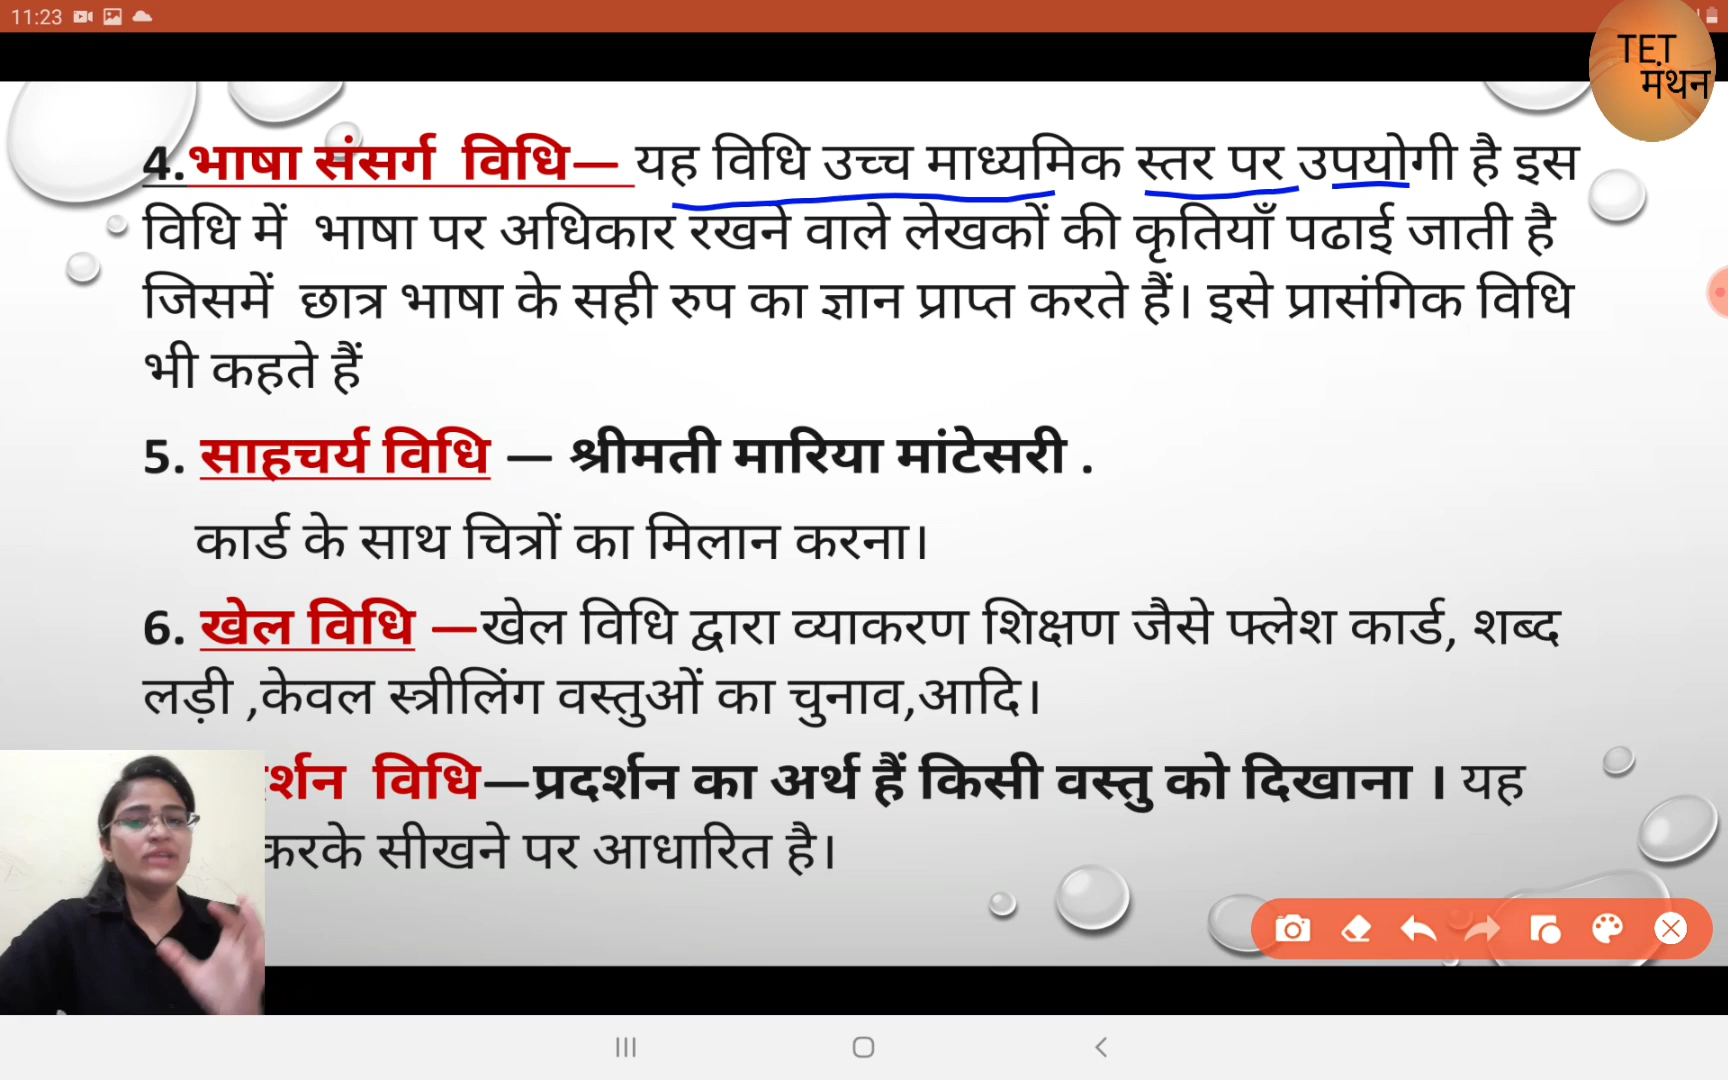 11:23
TET
मंथन
4.भाषा संसर्ग विधि— यह विधि उच्च माध्यमिक स्तर पर उपयोगी है इस
विधि में भाषा पर अधिकार रखने वाले लेखकों की कृतियाँ पढाई जाती है
जिसमें छात्र भाषा के सही रुप का ज्ञान प्राप्त करते हैं। इसे प्रासंगिक विधि
भी कहते हैं
5. साहचर्य विधि — श्रीमती मारिया मांटेसरी .
कार्ड के साथ चित्रों का मिलान करना।
6. खेल विधि —खेल विधि द्वारा व्याकरण शिक्षण जैसे फ्लेश कार्ड, शब्द
लड़ी ,केवल स्त्रीलिंग वस्तुओं का चुनाव,आदि।
विधि—प्रदर्शन का अर्थ हैं किसी वस्तु को दिखाना । यह
करके सीखने पर आधारित है।